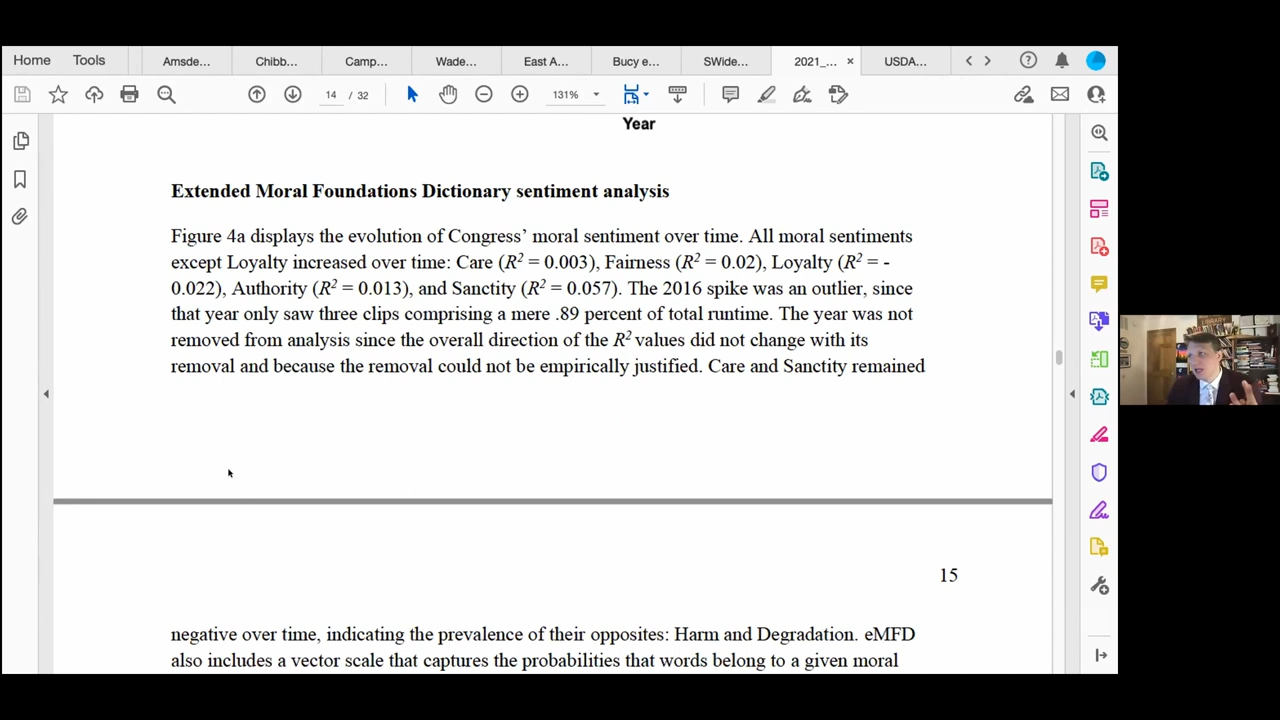 Home Tools Amsde... Chibb... Camp... Wade... East A... Bucy e... SWide... 2021_... × USDA...
14 / 32 131%
Year
Extended Moral Foundations Dictionary sentiment analysis
Figure 4a displays the evolution of Congress’ moral sentiment over time. All moral sentiments
except Loyalty increased over time: Care (R² = 0.003), Fairness (R² = 0.02), Loyalty (R² = -
0.022), Authority (R² = 0.013), and Sanctity (R² = 0.057). The 2016 spike was an outlier, since
that year only saw three clips comprising a mere .89 percent of total runtime. The year was not
removed from analysis since the overall direction of the R² values did not change with its
removal and because the removal could not be empirically justified. Care and Sanctity remained
15
negative over time, indicating the prevalence of their opposites: Harm and Degradation. eMFD
also includes a vector scale that captures the probabilities that words belong to a given moral
LIBRARY